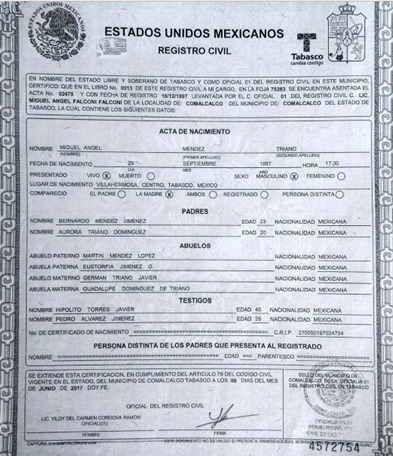 ESTADOS UNIDOS MEXICANOS
REGISTRO CIVIL
Tabasco
cambia contigo
EN NOMBRE DEL ESTADO LIBRE Y SOBERANO DE TABASCO Y COMO OFICIAL 01 DEL REGISTRO CIVIL EN ESTE MUNICIPIO,
CERTIFICO: QUE EN EL LIBRO No. 0013 DE ESTE REGISTRO CIVIL A MI CARGO, EN LA FOJA 75263 SE ENCUENTRA ASENTADA EL
ACTA No. 02475 Y CON FECHA DE REGISTRO 16/12/1997 LEVANTADA POR EL C. OFICIAL 01 DEL REGISTRO CIVIL C. LIC.
MIGUEL ANGEL FALCONI FALCONI DE LA LOCALIDAD DE: COMALCALCO DEL MUNICIPIO DE: COMALCALCO DEL ESTADO DE
TABASCO, LA CUAL CONTIENE LOS SIGUIENTES DATOS:
ACTA DE NACIMIENTO
MIGUEL ANGEL MENDEZ TRIANO
(NOMBRE) (PRIMER APELLIDO) (SEGUNDO APELLIDO)
FECHA DE NACIMIENTO 29 SEPTIEMBRE 1997 HORA 17:30
DIA MES AÑO
PRESENTADO VIVO X MUERTO SEXO MASCULINO X FEMENINO
LUGAR DE NACIMIENTO VILLAHERMOSA, CENTRO, TABASCO, MEXICO
COMPARECIO EL PADRE LA MADRE X AMBOS REGISTRADO PERSONA DISTINTA
PADRES
NOMBRE BERNARDO MENDEZ JIMENEZ EDAD 23 NACIONALIDAD MEXICANA
NOMBRE AURORA TRIANO DOMINGUEZ EDAD 20 NACIONALIDAD MEXICANA
ABUELOS
ABUELO PATERNO MARTIN MENDEZ LOPEZ NACIONALIDAD MEXICANA
ABUELA PATERNA EUSTORFIA JIMENEZ G. NACIONALIDAD MEXICANA
ABUELO MATERNO GERMAN TRIANO JAVIER NACIONALIDAD MEXICANA
ABUELA MATERNA GUADALUPE DOMINGUEZ DE TRIANO NACIONALIDAD MEXICANA
TESTIGOS
NOMBRE HIPOLITO TORRES JAVIER EDAD 45 NACIONALIDAD MEXICANA
NOMBRE PEDRO ALVAREZ JIMENEZ EDAD 26 NACIONALIDAD MEXICANA
No. DE CERTIFICADO DE NACIMIENTO ==================== C.R.I.P. 270050197024754
PERSONA DISTINTA DE LOS PADRES QUE PRESENTA AL REGISTRADO
NOMBRE ==================== EDAD === PARENTESCO ====================
SE EXTIENDE ESTA CERTIFICACION, EN CUMPLIMIENTO DEL ARTICULO 79 DEL CODIGO CIVIL
VIGENTE EN EL ESTADO, DEL MUNICIPIO DE COMALCALCO TABASCO A LOS 08 DIAS DEL MES
DE JUNIO DE 2017 DOY FE.
SELLO DEL MUNICIPIO DE
COMALCALCO DE LA OFICIALIA 01
DEL REGISTRO CIVIL
OFICIAL DEL REGISTRO CIVIL
LIC. YILDY DEL CARMEN CORDOVA RAMON
OFICIAL(01)
NOMBRE FIRMA
4572754